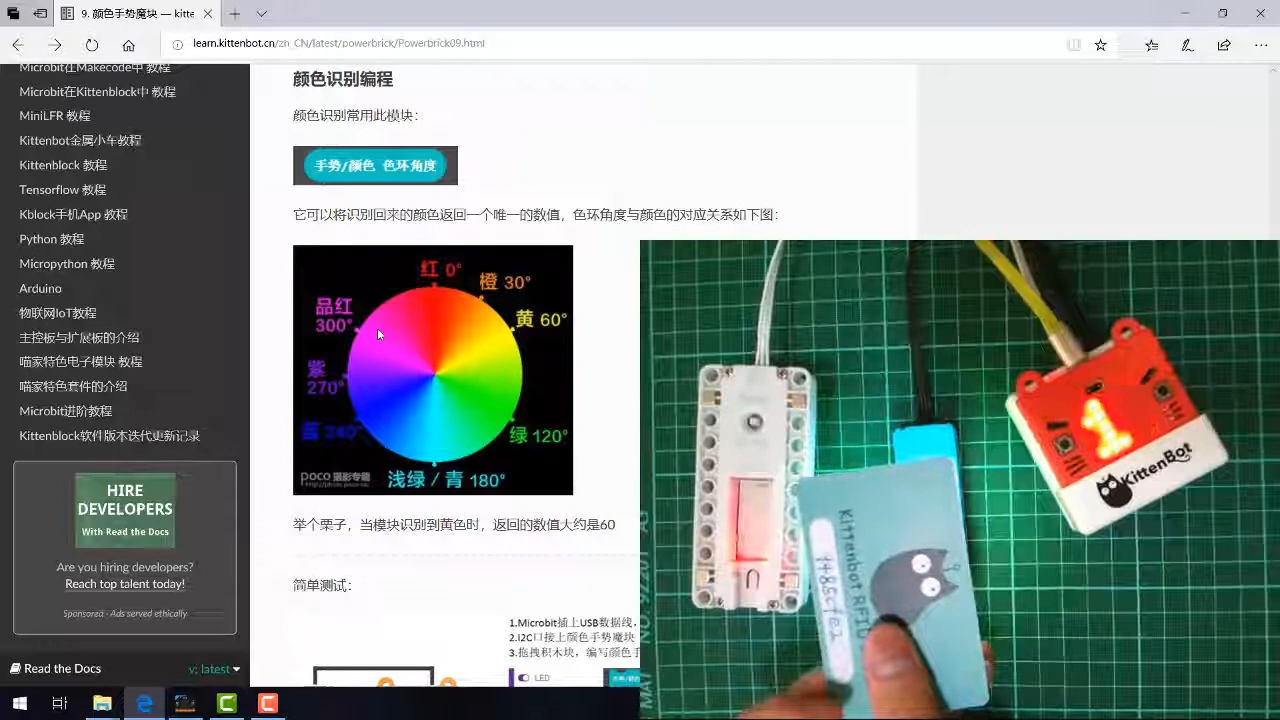 9. 颜色手势魔块 — kitte
learn.kittenbot.cn/zh_CN/latest/powerbrick/Powerbrick09.html
Microbit在Makecode中 教程
Microbit在Kittenblock中 教程
MiniLFR 教程
Kittenbot金属小车教程
Kittenblock 教程
Tensorflow 教程
Kblock手机App 教程
Python 教程
Micropython 教程
Arduino
物联网IoT教程
主控板与扩展板的介绍
喵家特色电子模块 教程
喵家特色套件的介绍
Microbit进阶教程
Kittenblock软件版本迭代更新记录
HIRE
DEVELOPERS
With Read the Docs
Are you hiring developers?
Reach top talent today!
Sponsored · Ads served ethically
Read the Docs
v: latest
颜色识别编程
颜色识别常用此模块：
手势/颜色 色环角度
它可以将识别回来的颜色返回一个唯一的数值，色环角度与颜色的对应关系如下图：
红 0°
橙 30°
黄 60°
绿 120°
浅绿 / 青 180°
蓝 240°
紫
270°
品红
300°
poco 摄影专题
举个栗子，当模块识别到黄色时，返回的数值大约是60
简单测试：
1.Microbit插上USB数据线，
2.I2C口接上颜色手势魔块
3.拖拽积木块，编写颜色手
LED
KittenBot
Kittenbot RFID